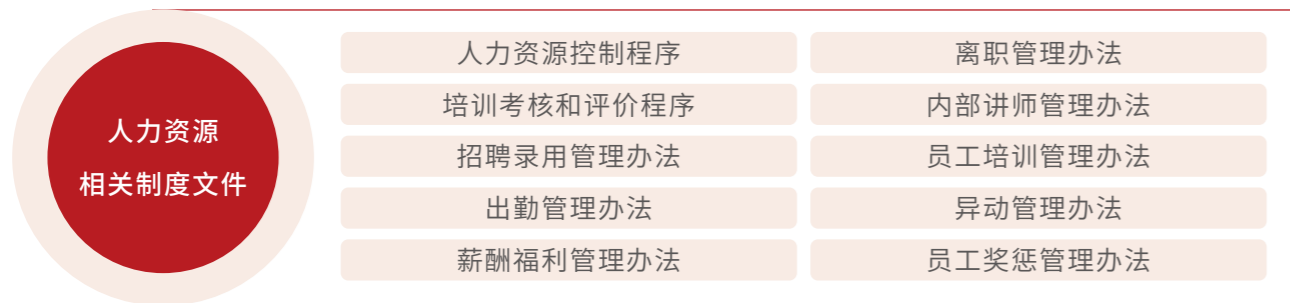 人力资源
相关制度文件
人力资源控制程序
离职管理办法
培训考核和评价程序
内部讲师管理办法
招聘录用管理办法
员工培训管理办法
出勤管理办法
异动管理办法
薪酬福利管理办法
员工奖惩管理办法